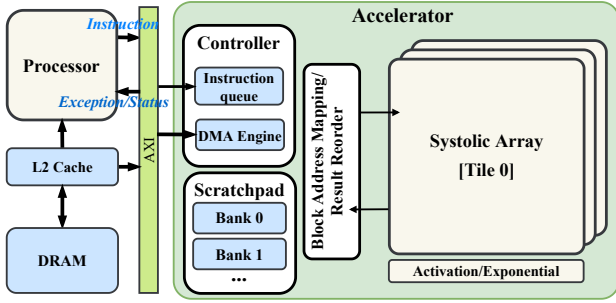 Instruction
Processor
Exception/Status
L2 Cache
DRAM
AXI
Accelerator
Controller
Instruction
queue
DMA Engine
Scratchpad
Bank 0
Bank 1
...
Block Address Mapping/
Result Reorder
Systolic Array
[Tile 0]
Activation/Exponential